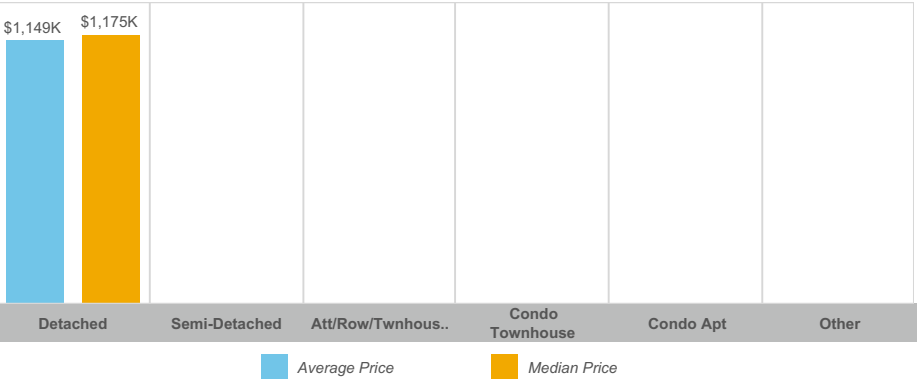 $1,149K
$1,175K
Detached
Semi-Detached
Att/Row/Twnhous..
Condo
Townhouse
Condo Apt
Other
Average Price
Median Price